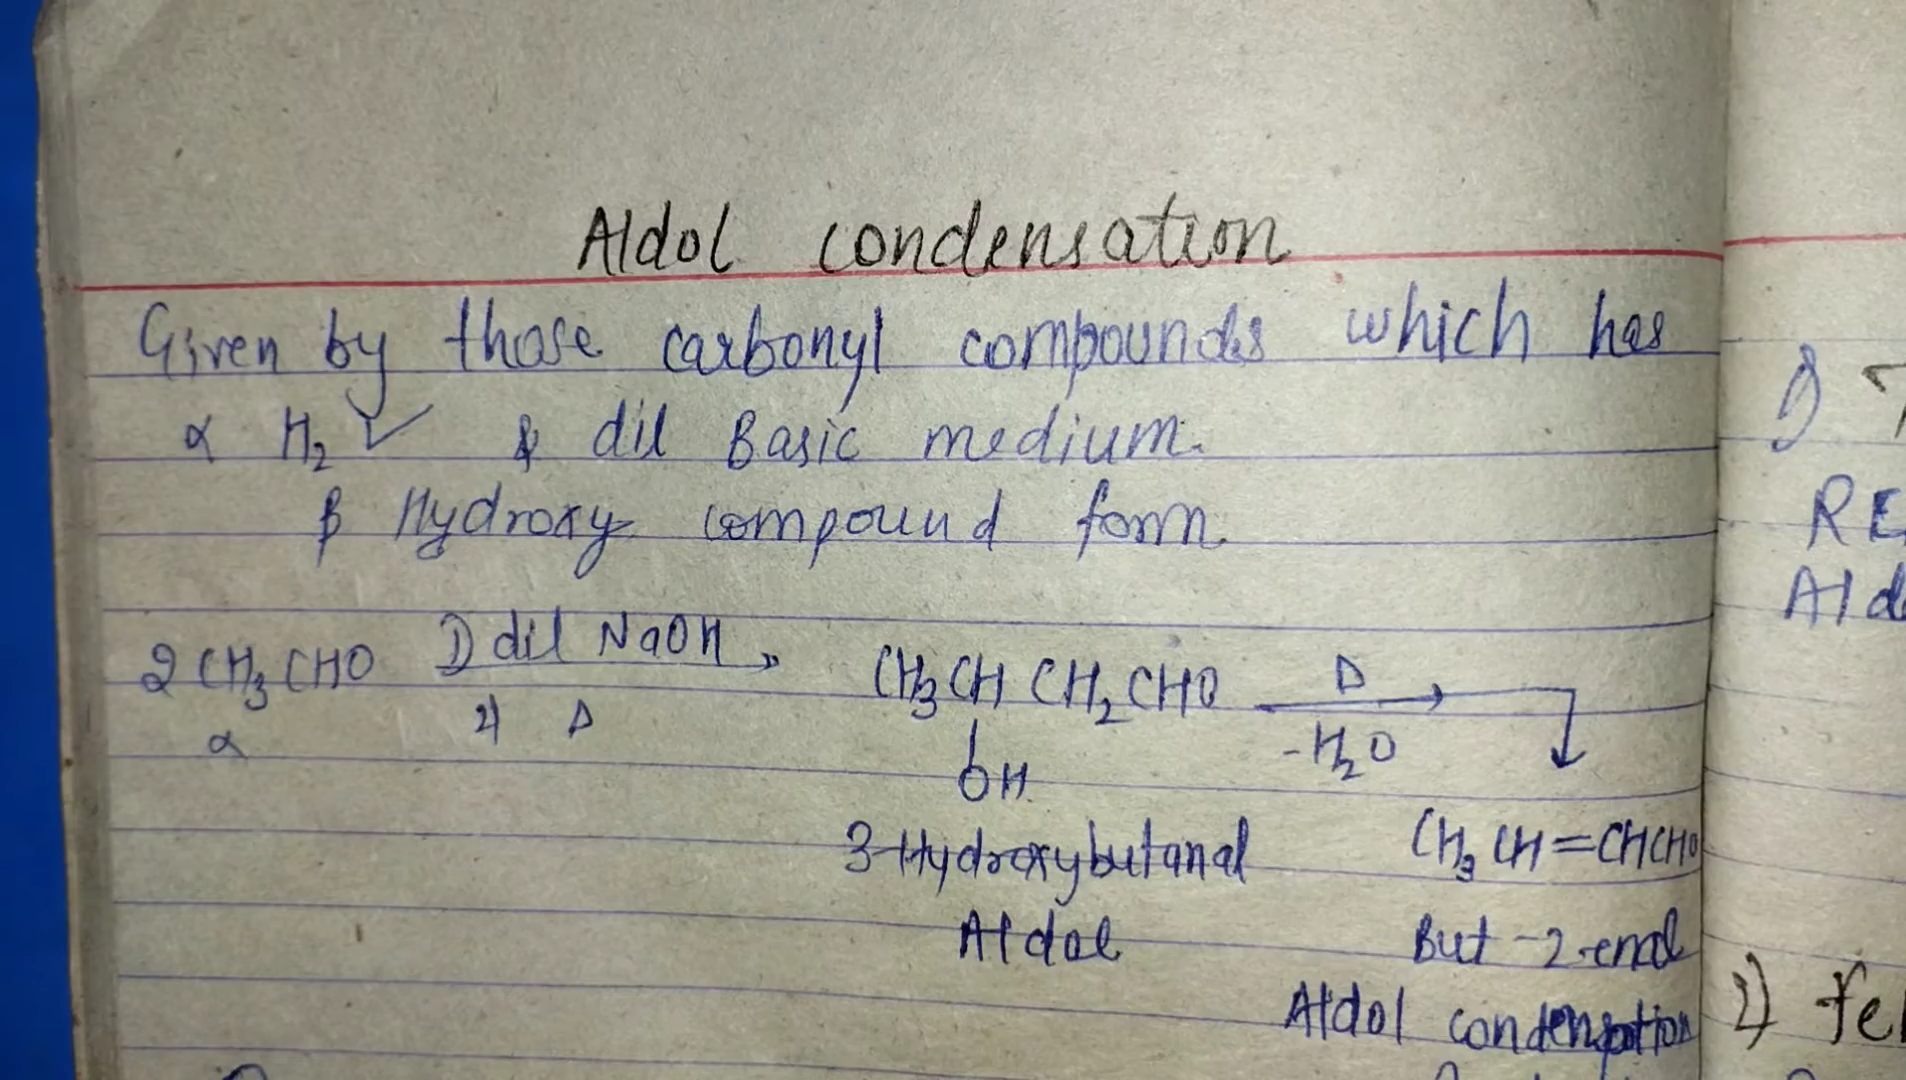 Aldol condensation
Given by those carbonyl compounds which has
α H₂ ✓ & dil Basic medium.
β Hydroxy compound form
2CH₃CHO 1) dil NaOH → CH₃CH CH₂CHO Δ →
α 2) Δ -H₂O
OH
3-Hydroxybutanal CH₃CH=CHCHO
Aldol But-2-enal
Aldol condensation
1)
RE
Ald
2) fe